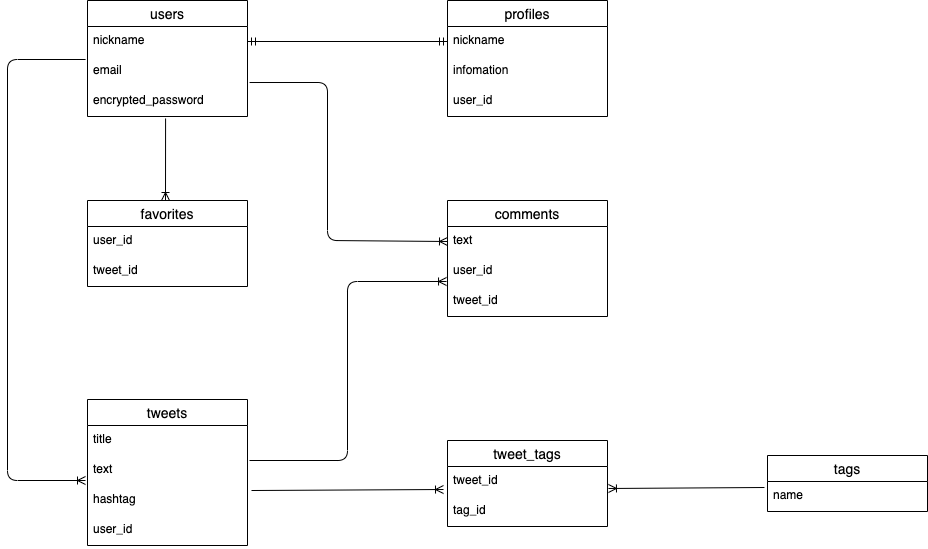 users
nickname
email
encrypted_password
profiles
nickname
infomation
user_id
favorites
user_id
tweet_id
comments
text
user_id
tweet_id
tweets
title
text
hashtag
user_id
tweet_tags
tweet_id
tag_id
tags
name